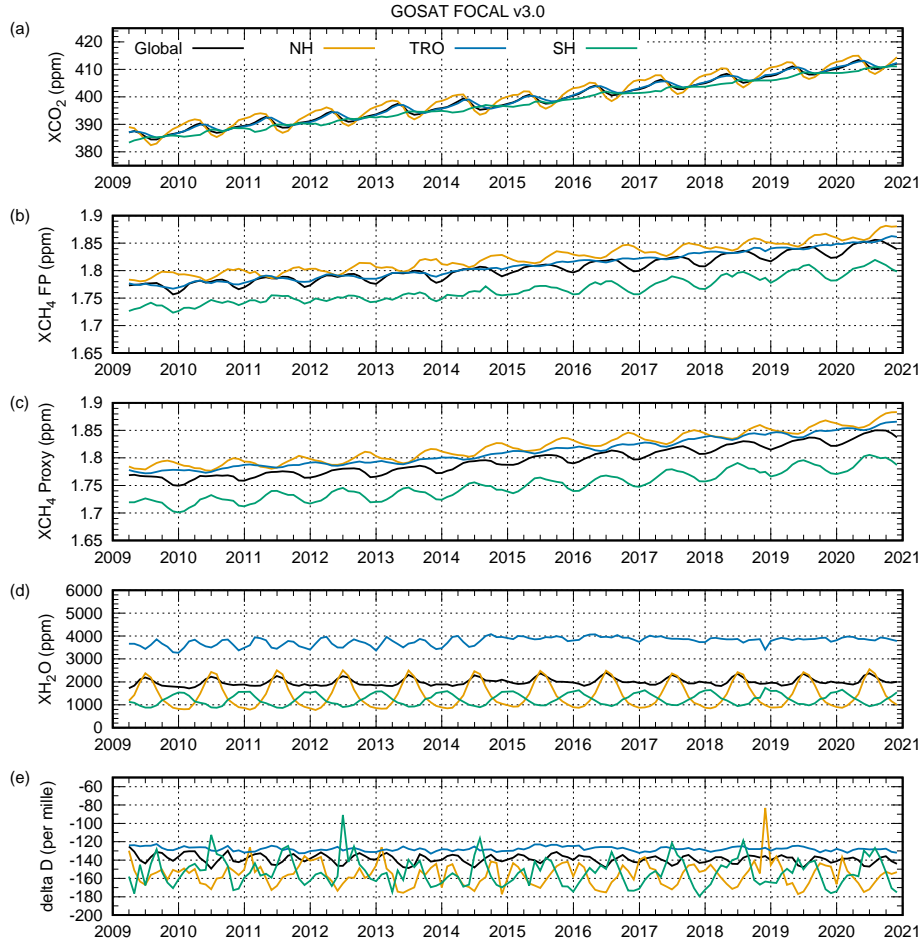 GOSAT FOCAL v3.0
(a)
Global NH TRO SH
XCO2 (ppm)
420
410
400
390
380
2009 2010 2011 2012 2013 2014 2015 2016 2017 2018 2019 2020 2021
(b)
XCH4 FP (ppm)
1.9
1.85
1.8
1.75
1.7
1.65
2009 2010 2011 2012 2013 2014 2015 2016 2017 2018 2019 2020 2021
(c)
XCH4 Proxy (ppm)
1.9
1.85
1.8
1.75
1.7
1.65
2009 2010 2011 2012 2013 2014 2015 2016 2017 2018 2019 2020 2021
(d)
XH2O (ppm)
6000
5000
4000
3000
2000
1000
0
2009 2010 2011 2012 2013 2014 2015 2016 2017 2018 2019 2020 2021
(e)
delta D (per mille)
-60
-80
-100
-120
-140
-160
-180
-200
2009 2010 2011 2012 2013 2014 2015 2016 2017 2018 2019 2020 2021